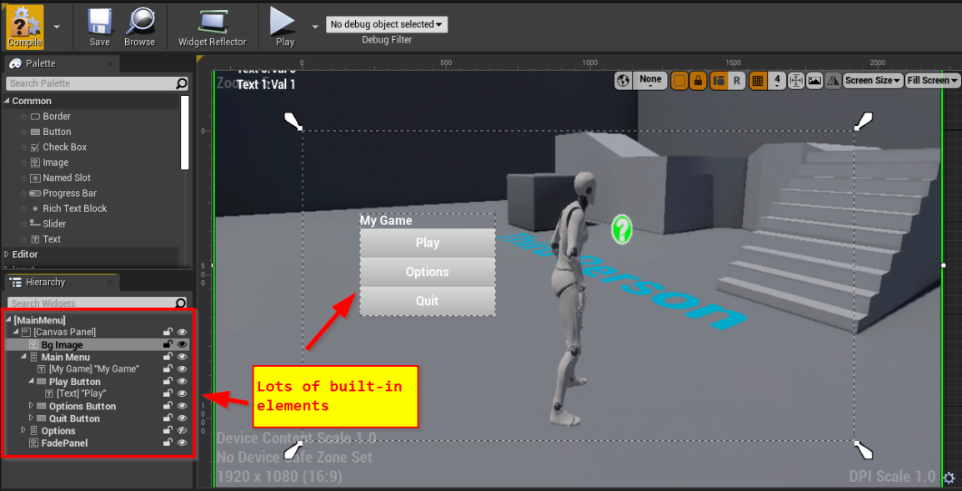 No debug object selected
Compile
Save
Browse
Widget Reflector
Play
Debug Filter
Palette
Search Palette
Common
Border
Button
Check Box
Image
Named Slot
Progress Bar
Rich Text Block
Slider
Text
Editor
Hierarchy
Search Widgets
[MainMenu]
[Canvas Panel]
Bg Image
Main Menu
[My Game] "My Game"
Play Button
[Text] "Play"
Options Button
Quit Button
Options
FadePanel
0
500
1000
1500
2000
Text 1: Val 1
None
R
4
Screen Size
Fill Screen
0
5
0
0
My Game
Play
Options
Quit
?
Lots of built-in
elements
Device Content Scale 1.0
No Device Safe Zone Set
1920 x 1080 (16:9)
DPI Scale 1.0